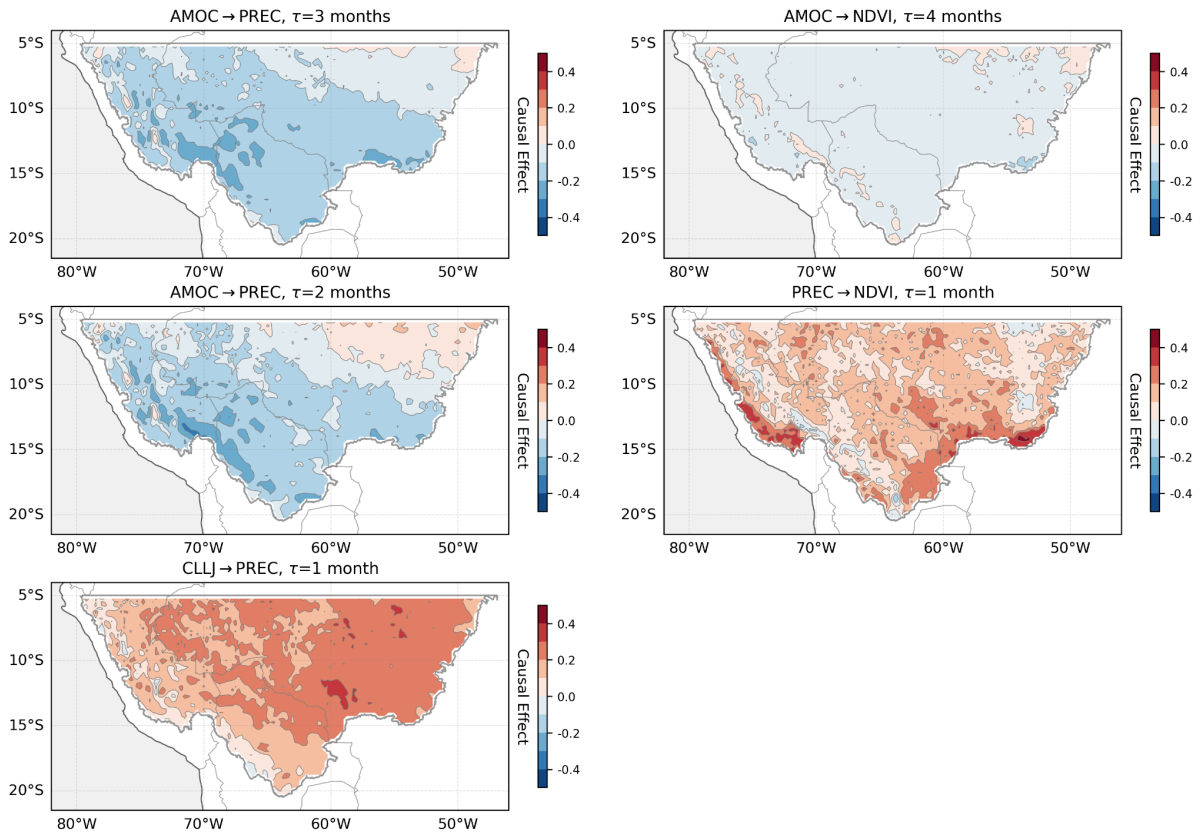 AMOC→PREC, τ=3 months
5°S
10°S
15°S
20°S
80°W
70°W
60°W
50°W
0.4
0.2
0.0
-0.2
-0.4
Causal Effect
AMOC→NDVI, τ=4 months
5°S
10°S
15°S
20°S
80°W
70°W
60°W
50°W
0.4
0.2
0.0
-0.2
-0.4
Causal Effect
AMOC→PREC, τ=2 months
5°S
10°S
15°S
20°S
80°W
70°W
60°W
50°W
0.4
0.2
0.0
-0.2
-0.4
Causal Effect
PREC→NDVI, τ=1 month
5°S
10°S
15°S
20°S
80°W
70°W
60°W
50°W
0.4
0.2
0.0
-0.2
-0.4
Causal Effect
CLLJ→PREC, τ=1 month
5°S
10°S
15°S
20°S
80°W
70°W
60°W
50°W
0.4
0.2
0.0
-0.2
-0.4
Causal Effect